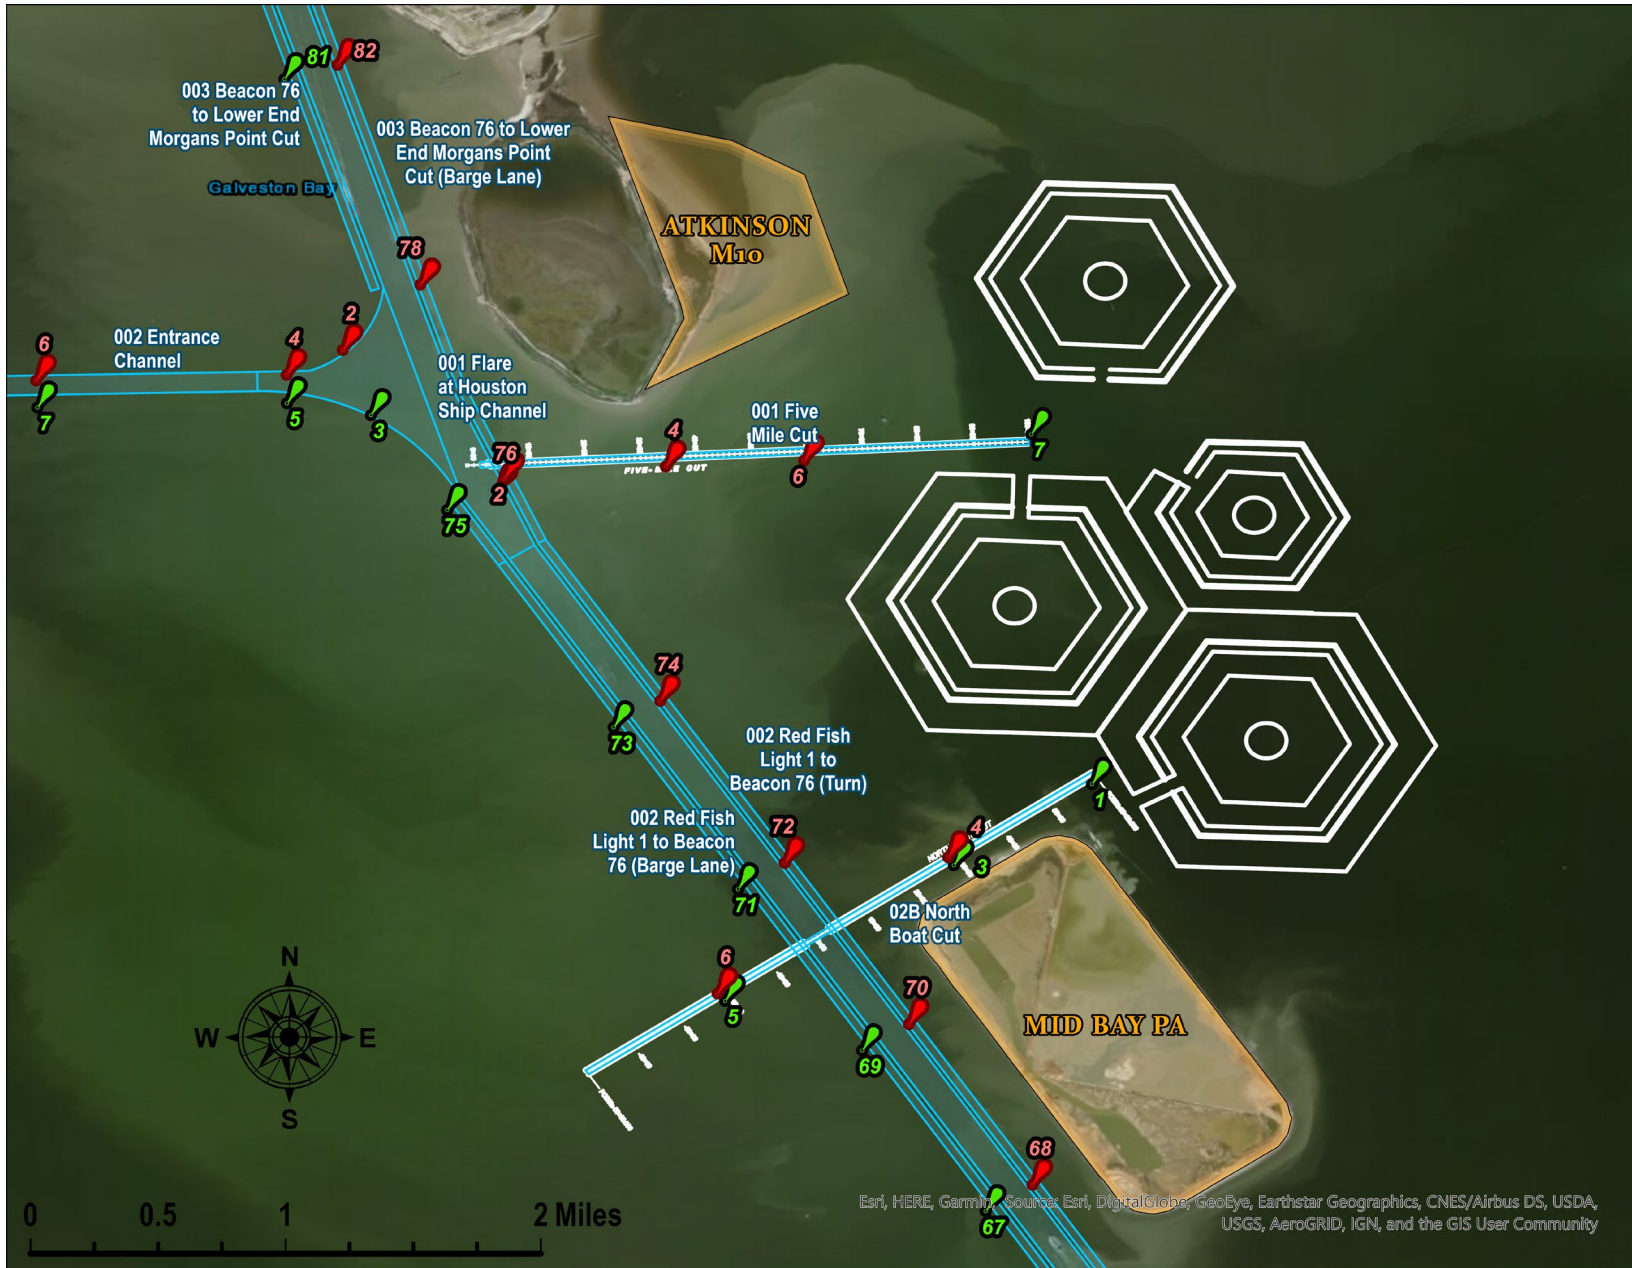 81
82
003 Beacon 76
to Lower End
Morgans Point Cut
003 Beacon 76 to Lower
End Morgans Point
Cut (Barge Lane)
Galveston Bay
ATKINSON
M10
78
2
4
6
002 Entrance
Channel
5
7
3
001 Flare
at Houston
Ship Channel
001 Five
Mile Cut
4
6
7
76
2
75
74
73
002 Red Fish
Light 1 to
Beacon 76 (Turn)
002 Red Fish
Light 1 to Beacon
76 (Barge Lane)
72
71
1
4
3
02B North
Boat Cut
6
5
70
69
MID BAY PA
68
67
N
W
E
S
0
0.5
1
2 Miles
Esri, HERE, Garmin, Source: Esri, DigitalGlobe, GeoEye, Earthstar Geographics, CNES/Airbus DS, USDA,
USGS, AeroGRID, IGN, and the GIS User Community